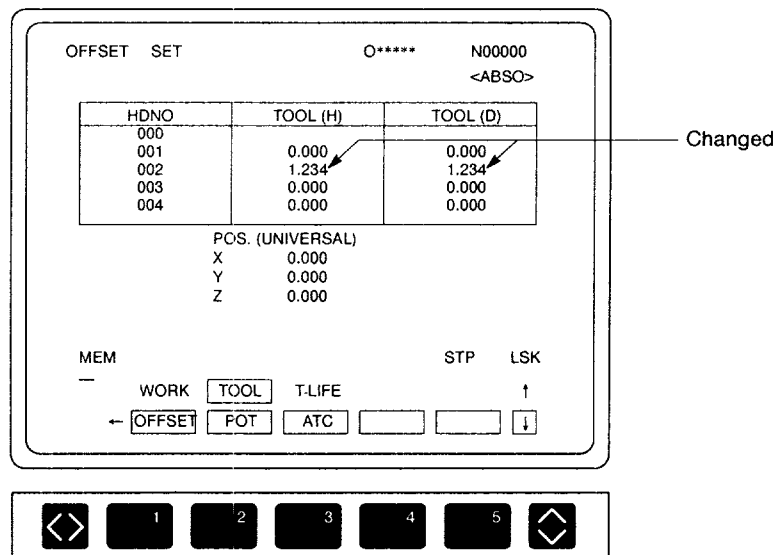 OFFSET SET O***** N00000
<ABSO>
HDNO TOOL (H) TOOL (D)
000
001 0.000 0.000
002 1.234 1.234
003 0.000 0.000
004 0.000 0.000
Changed
POS. (UNIVERSAL)
X 0.000
Y 0.000
Z 0.000
MEM STP LSK
WORK TOOL T-LIFE ↑
← OFFSET POT ATC ↓
1 2 3 4 5